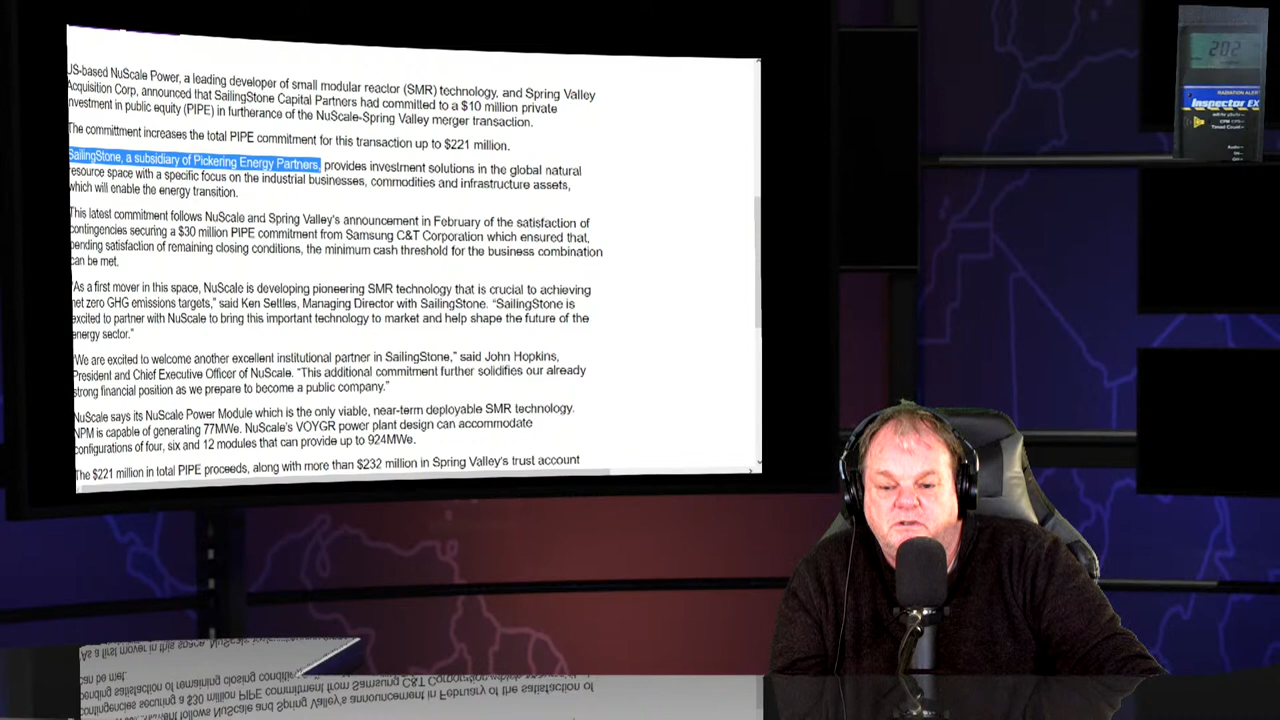 US-based NuScale Power, a leading developer of small modular reactor (SMR) technology, and Spring Valley
Acquisition Corp, announced that SailingStone Capital Partners had committed to a $10 million private
investment in public equity (PIPE) in furtherance of the NuScale-Spring Valley merger transaction.
The committment increases the total PIPE commitment for this transaction up to $221 million.
SailingStone, a subsidiary of Pickering Energy Partners, provides investment solutions in the global natural
resource space with a specific focus on the industrial businesses, commodities and infrastructure assets,
which will enable the energy transition.
This latest commitment follows NuScale and Spring Valley's announcement in February of the satisfaction of
contingencies securing a $30 million PIPE commitment from Samsung C&T Corporation which ensured that,
pending satisfaction of remaining closing conditions, the minimum cash threshold for the business combination
can be met.
"As a first mover in this space, NuScale is developing pioneering SMR technology that is crucial to achieving
net zero GHG emissions targets," said Ken Settles, Managing Director with SailingStone. "SailingStone is
excited to partner with NuScale to bring this important technology to market and help shape the future of the
energy sector."
"We are excited to welcome another excellent institutional partner in SailingStone," said John Hopkins,
President and Chief Executive Officer of NuScale. "This additional commitment further solidifies our already
strong financial position as we prepare to become a public company."
NuScale says its NuScale Power Module which is the only viable, near-term deployable SMR technology.
NPM is capable of generating 77MWe. NuScale's VOYGR power plant design can accommodate
configurations of four, six and 12 modules that can provide up to 924MWe.
The $221 million in total PIPE proceeds, along with more than $232 million in Spring Valley's trust account
202
RADIATION ALERT
Inspector EX